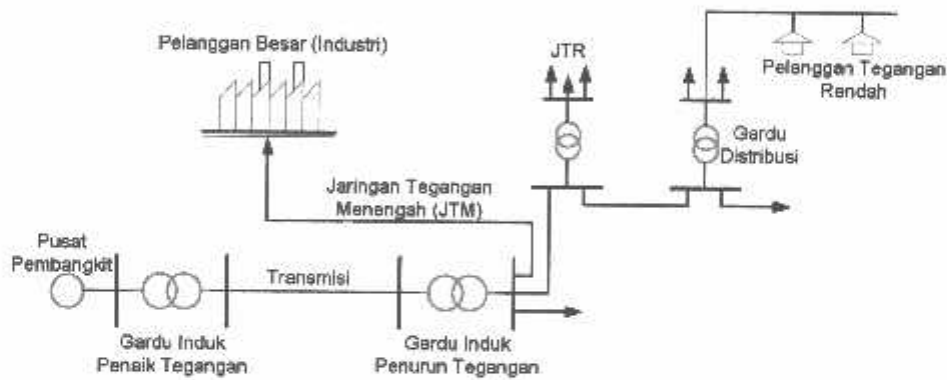 Pelanggan Besar (Industri)
JTR
Pelanggan Tegangan
Rendah
Gardu
Distribusi
Jaringan Tegangan
Menengah (JTM)
Pusat
Pembangkit
Transmisi
Gardu Induk
Penaik Tegangan
Gardu Induk
Penurun Tegangan